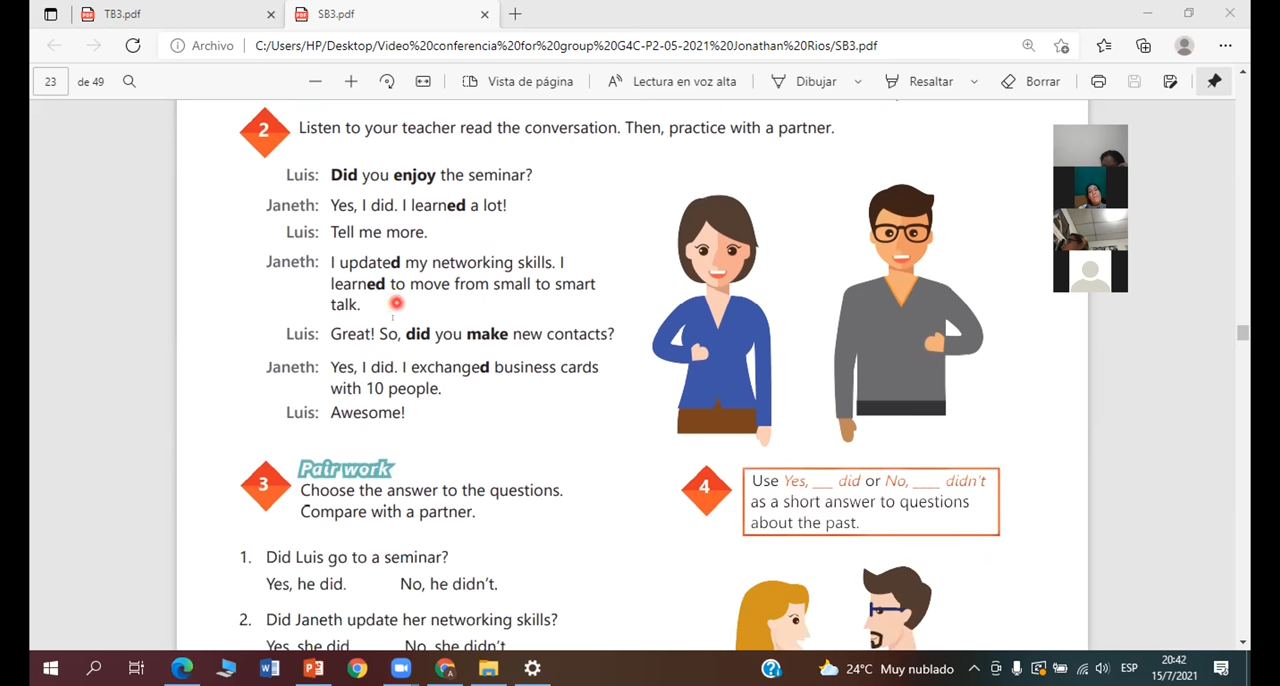 TB3.pdf
SB3.pdf
Archivo C:/Users/HP/Desktop/Video%20conferencia%20for%20group%20G4C-P2-05-2021%20Jonathan%20Rios/SB3.pdf
23 de 49 Vista de página Lectura en voz alta Dibujar Resaltar Borrar
2 Listen to your teacher read the conversation. Then, practice with a partner.
Luis: Did you enjoy the seminar?
Janeth: Yes, I did. I learned a lot!
Luis: Tell me more.
Janeth: I updated my networking skills. I
learned to move from small to smart
talk.
Luis: Great! So, did you make new contacts?
Janeth: Yes, I did. I exchanged business cards
with 10 people.
Luis: Awesome!
3 Pair work
Choose the answer to the questions.
Compare with a partner.
1. Did Luis go to a seminar?
Yes, he did. No, he didn't.
2. Did Janeth update her networking skills?
Yes, she did. No, she didn't
4 Use Yes, __ did or No, ___ didn't
as a short answer to questions
about the past.
24°C Muy nublado ESP 20:42
15/7/2021